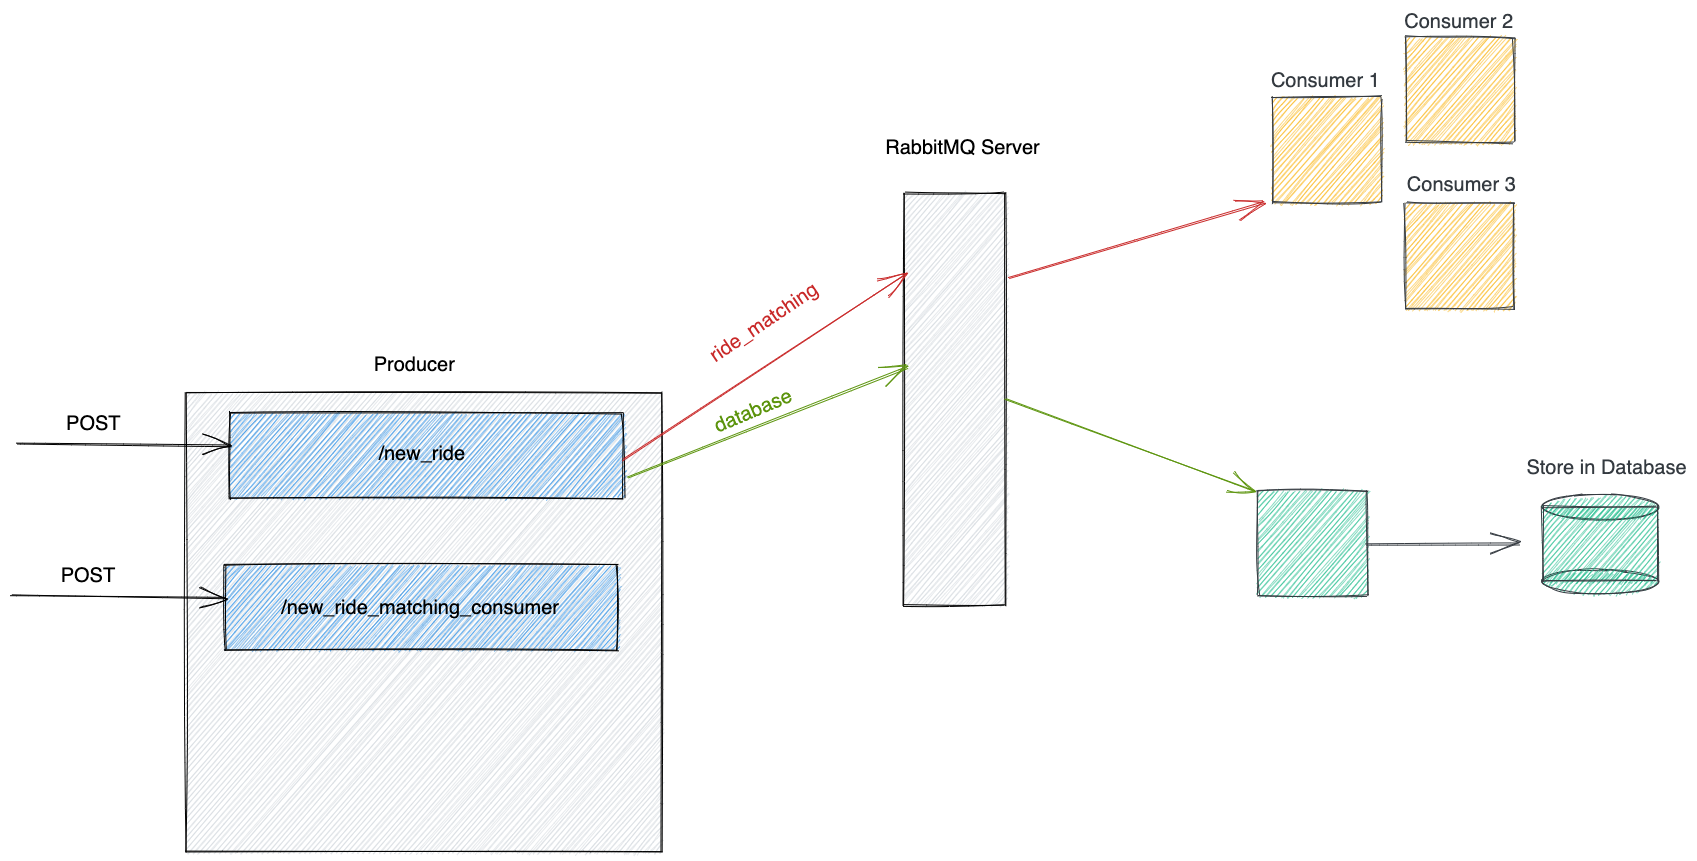 Consumer 2
Consumer 1
RabbitMQ Server
Consumer 3
ride_matching
Producer
database
POST
/new_ride
Store in Database
POST
/new_ride_matching_consumer